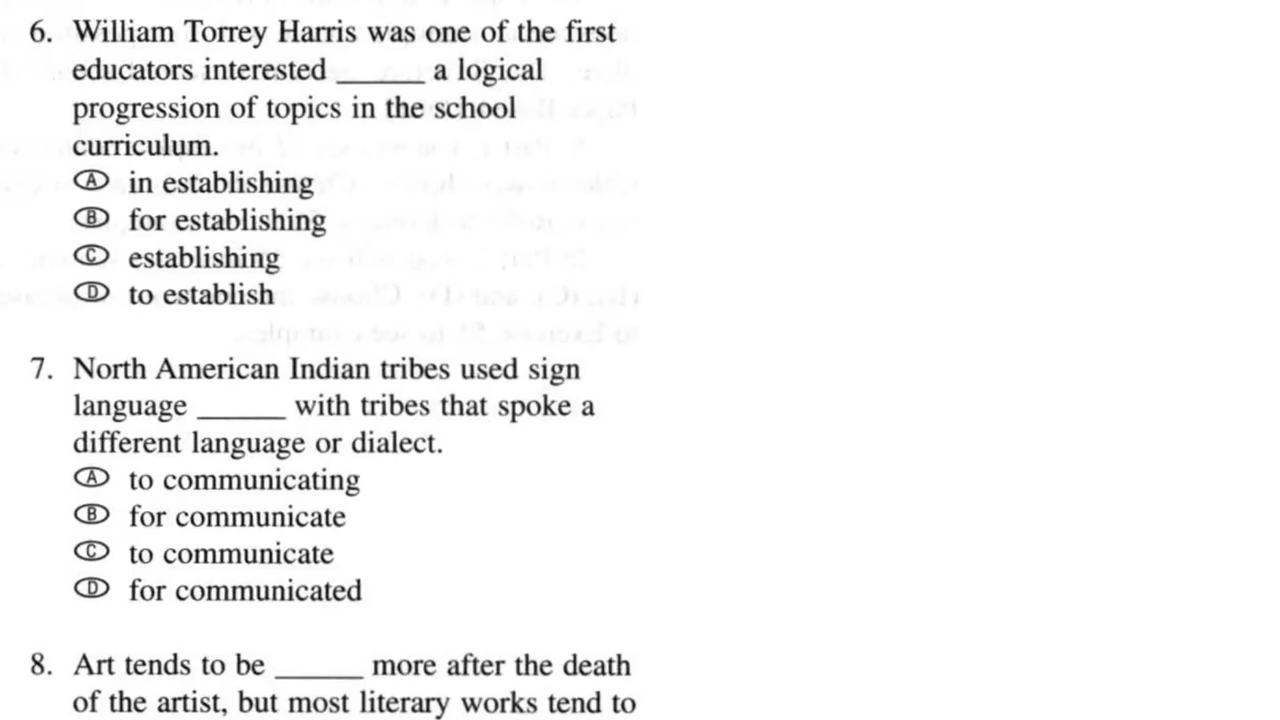 6. William Torrey Harris was one of the first
educators interested ______ a logical
progression of topics in the school
curriculum.
Ⓐ in establishing
Ⓑ for establishing
Ⓒ establishing
Ⓓ to establish
7. North American Indian tribes used sign
language ______ with tribes that spoke a
different language or dialect.
Ⓐ to communicating
Ⓑ for communicate
Ⓒ to communicate
Ⓓ for communicated
8. Art tends to be ______ more after the death
of the artist, but most literary works tend to